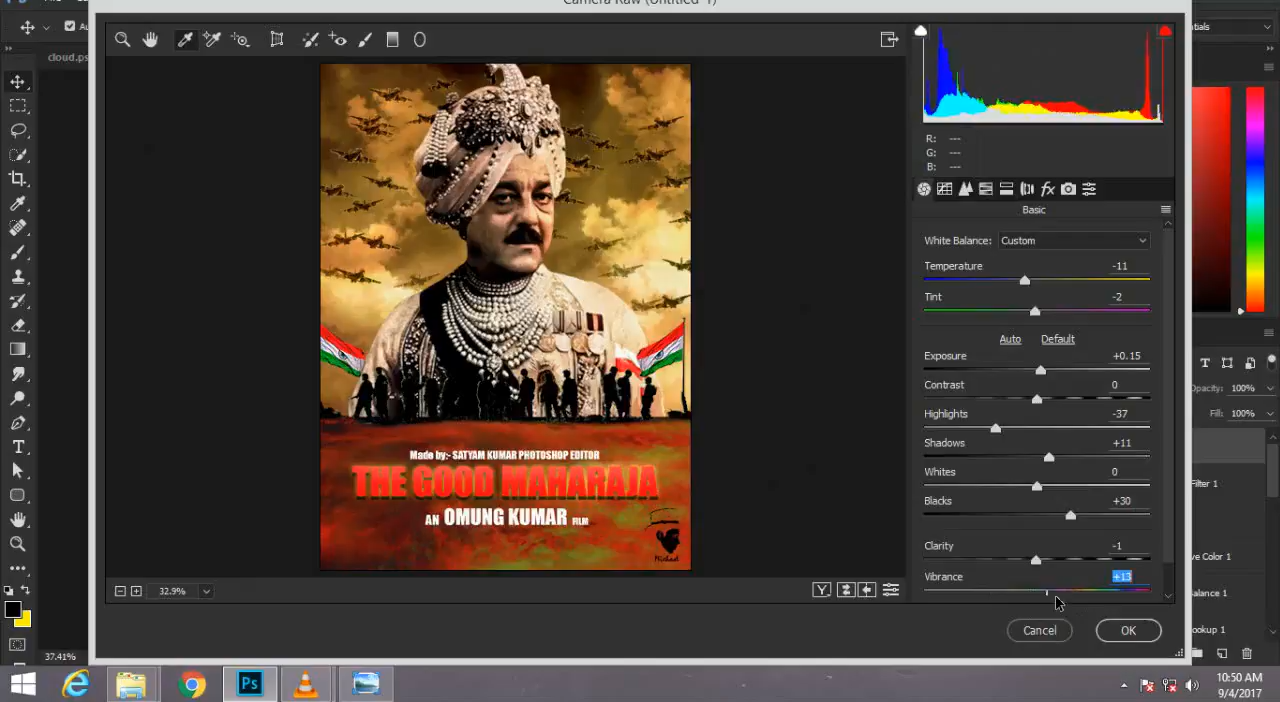 Camera Raw (Untitled-1)
cloud.ps
R: ---
G: ---
B: ---
Basic
White Balance: Custom
Temperature -11
Tint -2
Auto Default
Exposure +0.15
Contrast 0
Highlights -37
Shadows +11
Whites 0
Blacks +30
Clarity -1
Vibrance +13
Made by:- SATYAM KUMAR PHOTOSHOP EDITOR
THE GOOD MAHARAJA
AN OMUNG KUMAR FILM
Michael
32.9%
Cancel OK
Opacity: 100%
Fill: 100%
Filter 1
ve Color 1
Balance 1
ookup 1
37.41%
Ps
10:50 AM
9/4/2017